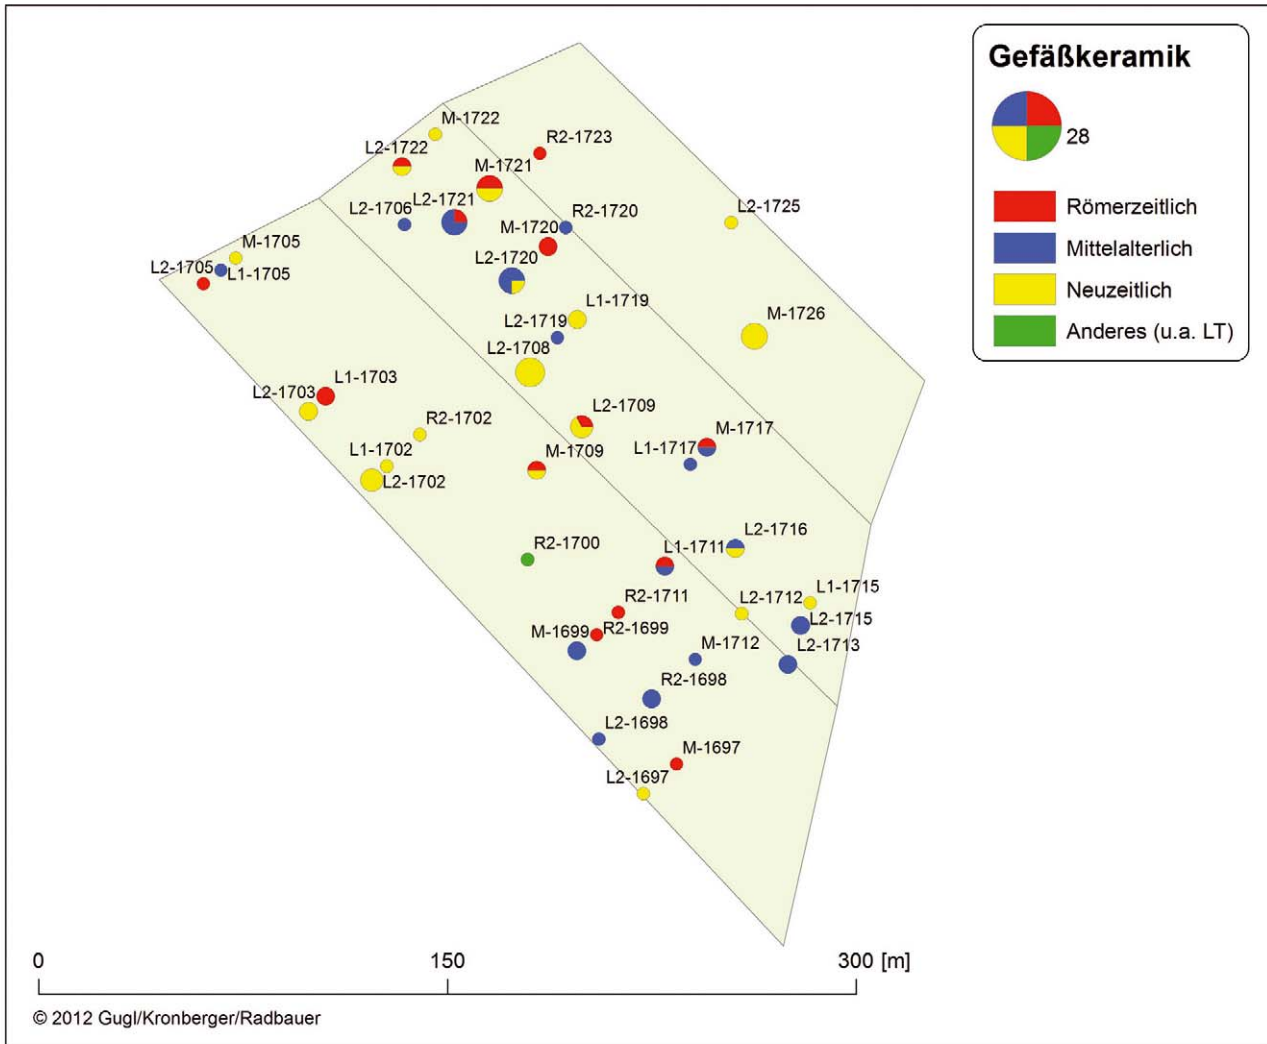 Gefäßkeramik
28
Römerzeitlich
Mittelalterlich
Neuzeitlich
Anderes (u.a. LT)
M-1722
L2-1722
R2-1723
M-1721
L2-1721
L2-1706
R2-1720
L2-1725
M-1720
M-1705
L2-1705
L1-1705
L2-1720
L1-1719
L2-1719
M-1726
L2-1708
L1-1703
L2-1703
R2-1702
L2-1709
M-1717
L1-1717
L1-1702
L2-1702
M-1709
L2-1716
R2-1700
L1-1711
L1-1715
L2-1712
R2-1711
L2-1715
R2-1699
M-1699
M-1712
L2-1713
R2-1698
L2-1698
M-1697
L2-1697
0 150 300 [m]
© 2012 Gugl/Kronberger/Radbauer